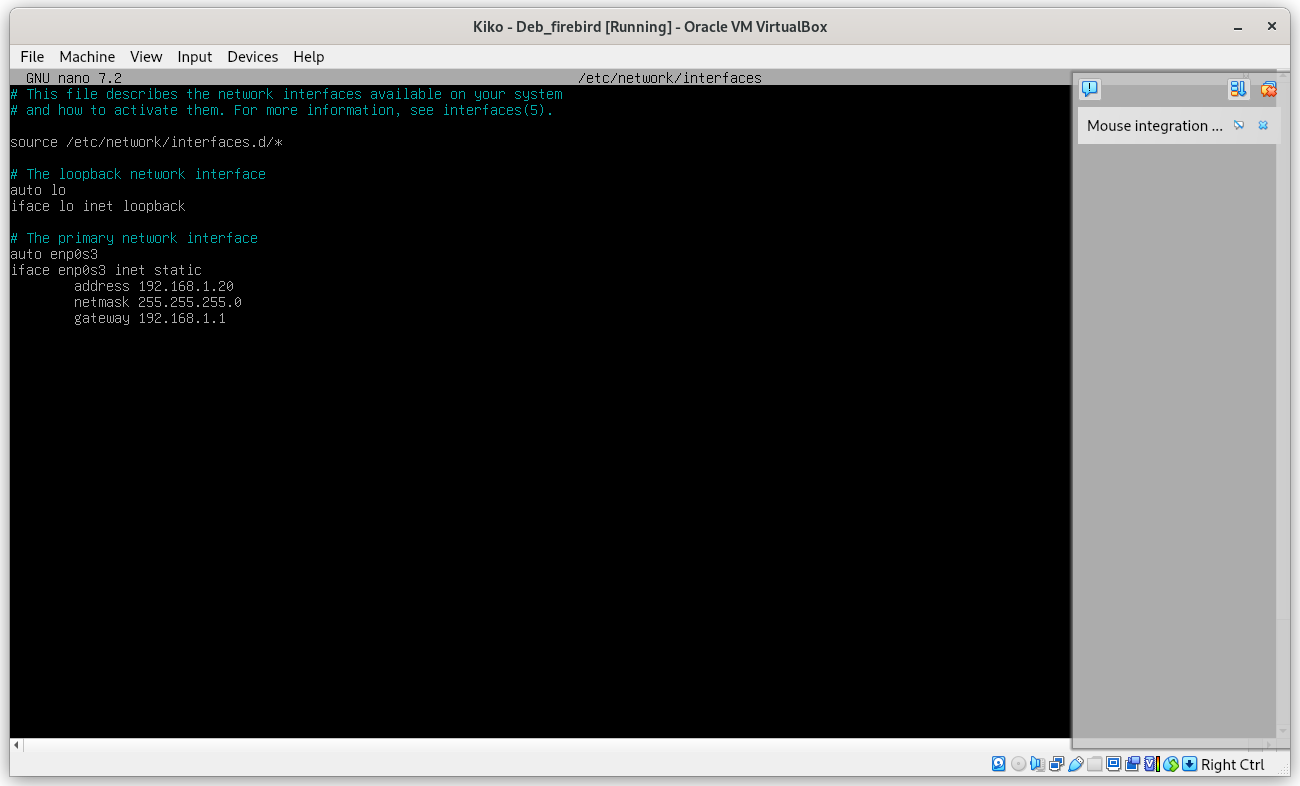 Kiko - Deb_firebird [Running] - Oracle VM VirtualBox
File Machine View Input Devices Help
GNU nano 7.2 /etc/network/interfaces
# This file describes the network interfaces available on your system
# and how to activate them. For more information, see interfaces(5).
source /etc/network/interfaces.d/*
# The loopback network interface
auto lo
iface lo inet loopback
# The primary network interface
auto enp0s3
iface enp0s3 inet static
address 192.168.1.20
netmask 255.255.255.0
gateway 192.168.1.1
Mouse integration ...
Right Ctrl